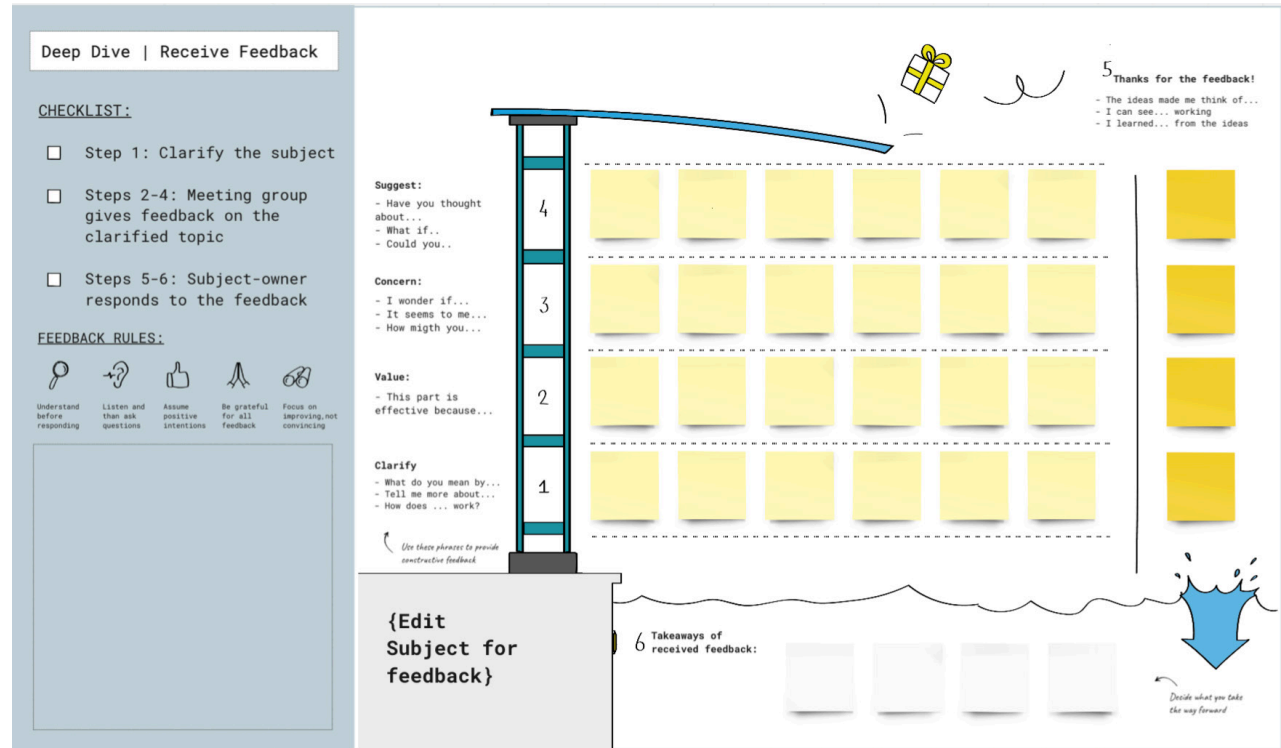 Deep Dive | Receive Feedback
CHECKLIST:
Step 1: Clarify the subject
Steps 2-4: Meeting group
gives feedback on the
clarified topic
Steps 5-6: Subject-owner
responds to the feedback
FEEDBACK RULES:
Understand
before
responding
Listen and
than ask
questions
Assume
positive
intentions
Be grateful
for all
feedback
Focus on
improving,not
convincing
5
Thanks for the feedback!
- The ideas made me think of...
- I can see... working
- I learned... from the ideas
Suggest:
- Have you thought
about...
- What if..
- Could you..
4
Concern:
- I wonder if...
- It seems to me...
- How migth you...
3
Value:
- This part is
effective because...
2
Clarify
- What do you mean by...
- Tell me more about...
- How does ... work?
1
Use these phrases to provide
constructive feedback
{Edit
Subject for
feedback}
6
Takeaways of
received feedback:
Decide what you take
the way forward